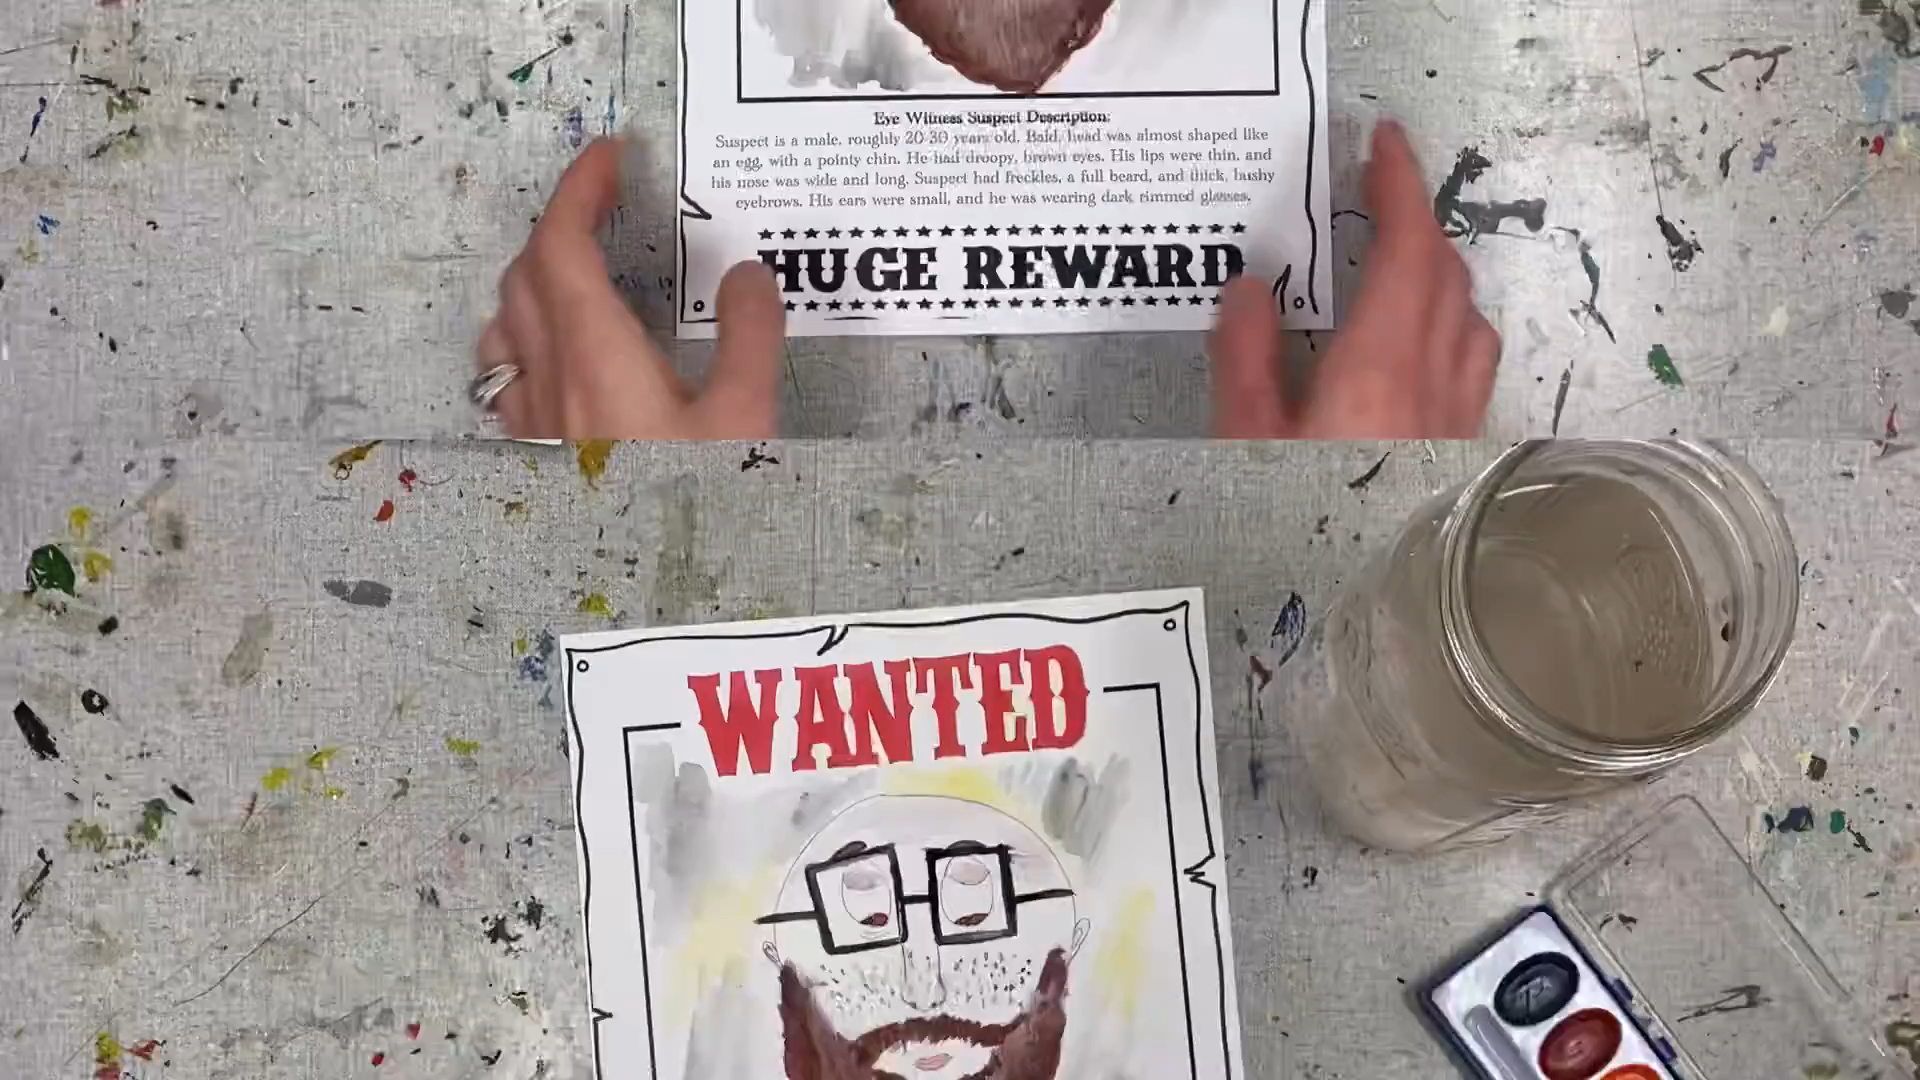 Eye Witness Suspect Description:
Suspect is a male, roughly 20-30 years old. Bald, head was almost shaped like
an egg, with a pointy chin. He had droopy, brown eyes. His lips were thin, and
his nose was wide and long. Suspect had freckles, a full beard, and thick, bushy
eyebrows. His ears were small, and he was wearing dark rimmed glasses.
HUGE REWARD
WANTED